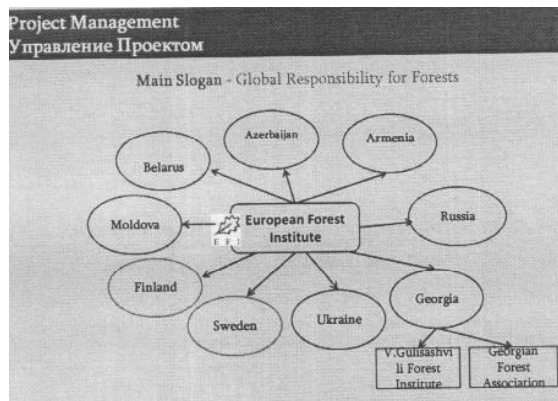 Project Management
Управление Проектом
Main Slogan - Global Responsibility for Forests
Azerbaijan
Armenia
Belarus
Moldova
E F I
European Forest
Institute
Russia
Finland
Sweden
Ukraine
Georgia
V.Gulisashvi
li Forest
Institute
Georgian
Forest
Association